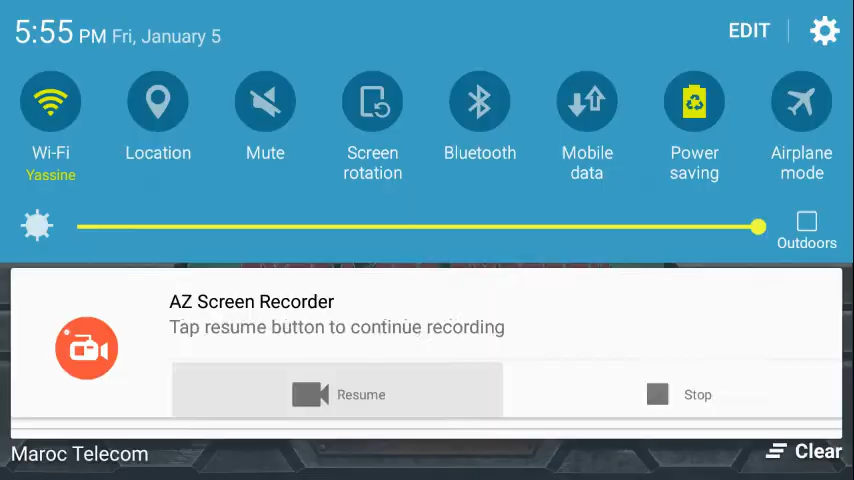 5:55 PM Fri, January 5
EDIT
Wi-Fi
Yassine
Location
Mute
Screen
rotation
Bluetooth
Mobile
data
Power
saving
Airplane
mode
Outdoors
AZ Screen Recorder
Tap resume button to continue recording
Resume
Stop
Maroc Telecom
Clear